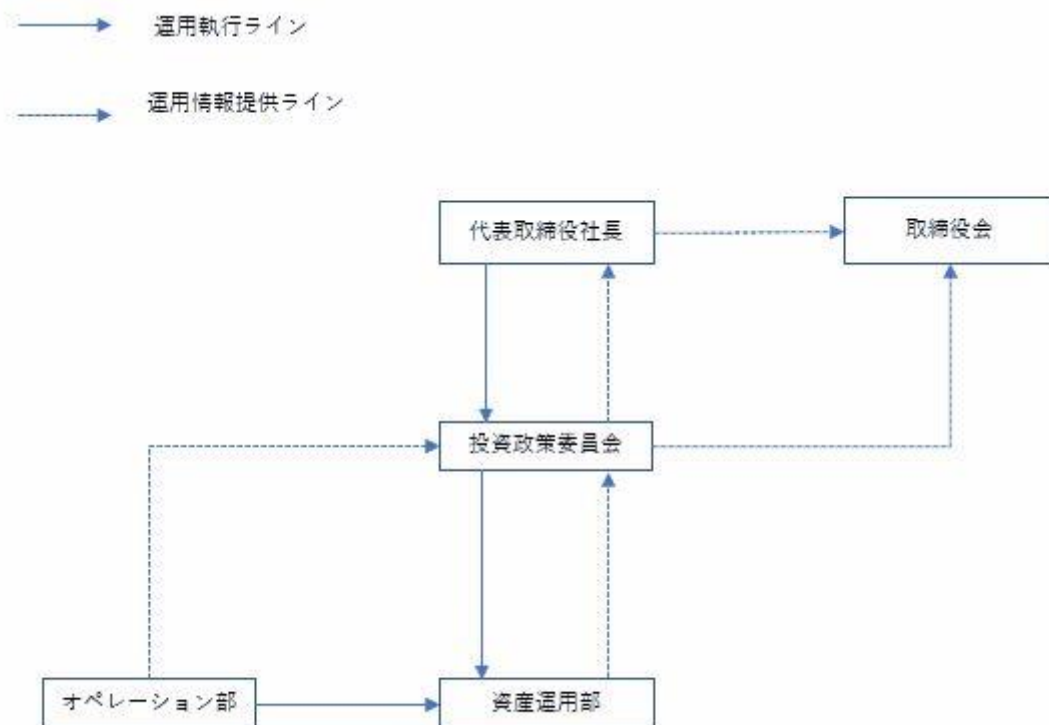 運用執行ライン
運用情報提供ライン
代表取締役社長
取締役会
投資政策委員会
オペレーション部
資産運用部